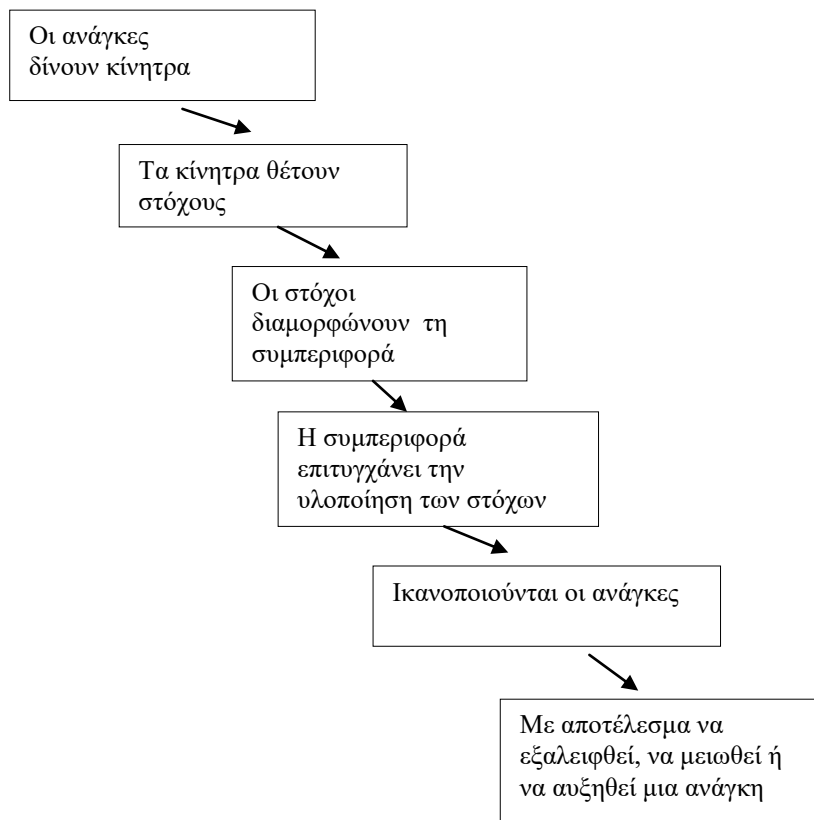 Οι ανάγκες
δίνουν κίνητρα
Τα κίνητρα θέτουν
στόχους
Οι στόχοι
διαμορφώνουν τη
συμπεριφορά
Η συμπεριφορά
επιτυγχάνει την
υλοποίηση των στόχων
Ικανοποιούνται οι ανάγκες
Με αποτέλεσμα να
εξαλειφθεί, να μειωθεί ή
να αυξηθεί μια ανάγκη